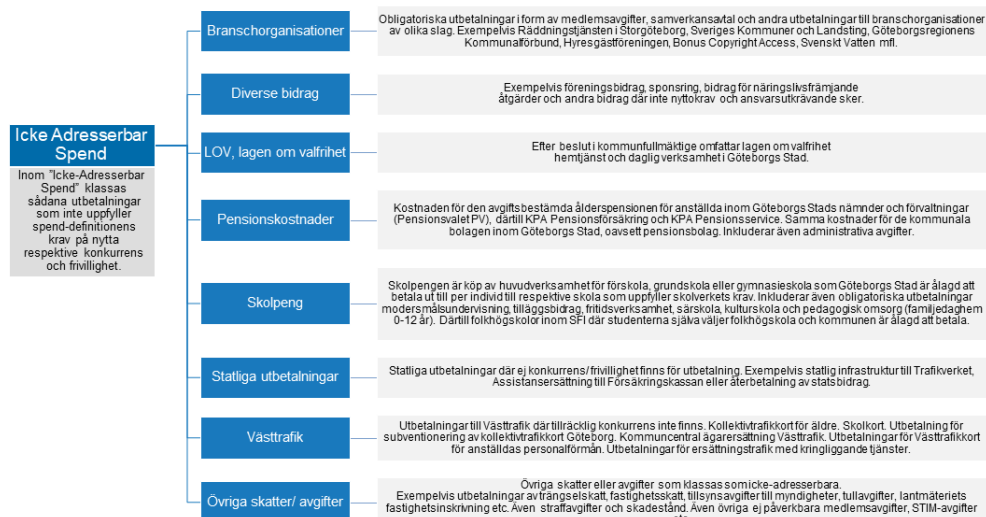 Branschorganisationer
Obligatoriska utbetalningar i form av medlemsavgifter, samverkansavtal och andra utbetalningar till branschorganisationer
av olika slag. Exempelvis Räddningstjänsten i Storgöteborg, Sveriges Kommuner och Landsting, Göteborgsregionens
Kommunalförbund, Hyresgästföreningen, Bonus Copyright Access, Svenskt Vatten mfl.
Diverse bidrag
Exempelvis föreningsbidrag, sponsring, bidrag för näringslivsfrämjande
åtgärder och andra bidrag där inte nyttokrav och ansvarsutkrävande sker.
Icke Adresserbar
Spend
Inom ”Icke-Adresserbar
Spend” klassas
sådana utbetalningar
som inte uppfyller
spend-definitionens
krav på nytta
respektive konkurrens
och frivillighet.
LOV, lagen om valfrihet
Efter beslut i kommunfullmäktige omfattar lagen om valfrihet
hemtjänst och daglig verksamhet i Göteborgs Stad.
Pensionskostnader
Kostnaden för den avgiftsbestämda ålderspensionen för anställda inom Göteborgs Stads nämnder och förvaltningar
(Pensionsvalet PV), därtill KPA Pensionsförsäkring och KPA Pensionsservice. Samma kostnader för de kommunala
bolagen inom Göteborgs Stad, oavsett pensionsbolag. Inkluderar även administrativa avgifter.
Skolpeng
Skolpengen är köp av huvudverksamhet för förskola, grundskola eller gymnasieskola som Göteborgs Stad är ålagd att
betala ut till per individ till respektive skola som uppfyller skolverkets krav. Inkluderar även obligatoriska utbetalningar
modersmålsundervisning, tilläggsbidrag, fritidsverksamhet, särskola, kulturskola och pedagogisk omsorg (familjedaghem
0-12 år). Därtill folkhögskolor inom SFI där studenterna själva väljer folkhögskola och kommunen är ålagd att betala.
Statliga utbetalningar
Statliga utbetalningar där ej konkurrens/ frivillighet finns för utbetalning. Exempelvis statlig infrastruktur till Trafikverket,
Assistansersättning till Försäkringskassan eller återbetalning av statsbidrag.
Västtrafik
Utbetalningar till Västtrafik där tillräcklig konkurrens inte finns. Kollektivtrafikkort för äldre. Skolkort. Utbetalning för
subventionering av kollektivtrafikkort Göteborg. Kommuncentral ägarersättning Västtrafik. Utbetalningar för Västtrafikkort
för anställdas personalförmån. Utbetalningar för ersättningstrafik med kringliggande tjänster.
Övriga skatter/ avgifter
Övriga skatter eller avgifter som klassas som icke-adresserbara.
Exempelvis utbetalningar av trängselskatt, fastighetsskatt, tillsynsavgifter till myndigheter, tullavgifter, lantmäteriets
fastighetsinskrivning etc. Även straffavgifter och skadestånd. Även övriga ej påverkbara medlemsavgifter, STIM-avgifter